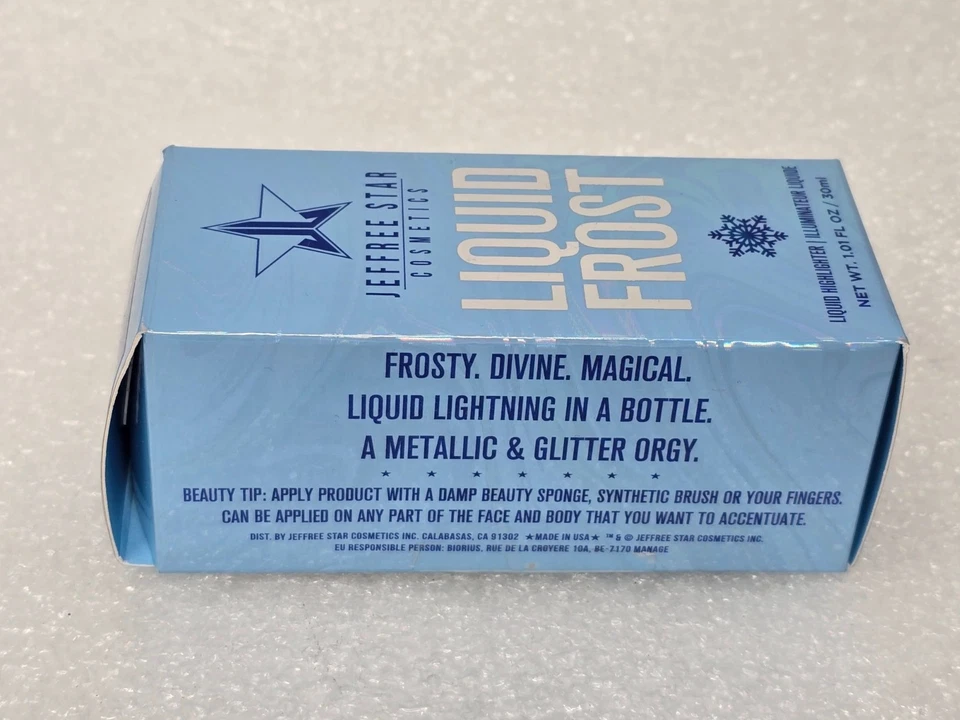 JEFFREE STAR
COSMETICS
LIQUID
FROST
LIQUID HIGHLIGHTER | ILLUMINATEUR LIQUIDE
NET WT. 1.01 FL OZ / 30ml
FROSTY. DIVINE. MAGICAL.
LIQUID LIGHTNING IN A BOTTLE.
A METALLIC & GLITTER ORGY.
BEAUTY TIP: APPLY PRODUCT WITH A DAMP BEAUTY SPONGE, SYNTHETIC BRUSH OR YOUR FINGERS.
CAN BE APPLIED ON ANY PART OF THE FACE AND BODY THAT YOU WANT TO ACCENTUATE.
DIST. BY JEFFREE STAR COSMETICS INC. CALABASAS, CA 91302 ★MADE IN USA★ ™ & © JEFFREE STAR COSMETICS INC.
EU RESPONSIBLE PERSON: BIORIUS. RUE DE LA CROYERE 10A, BE-7170 MANAGE